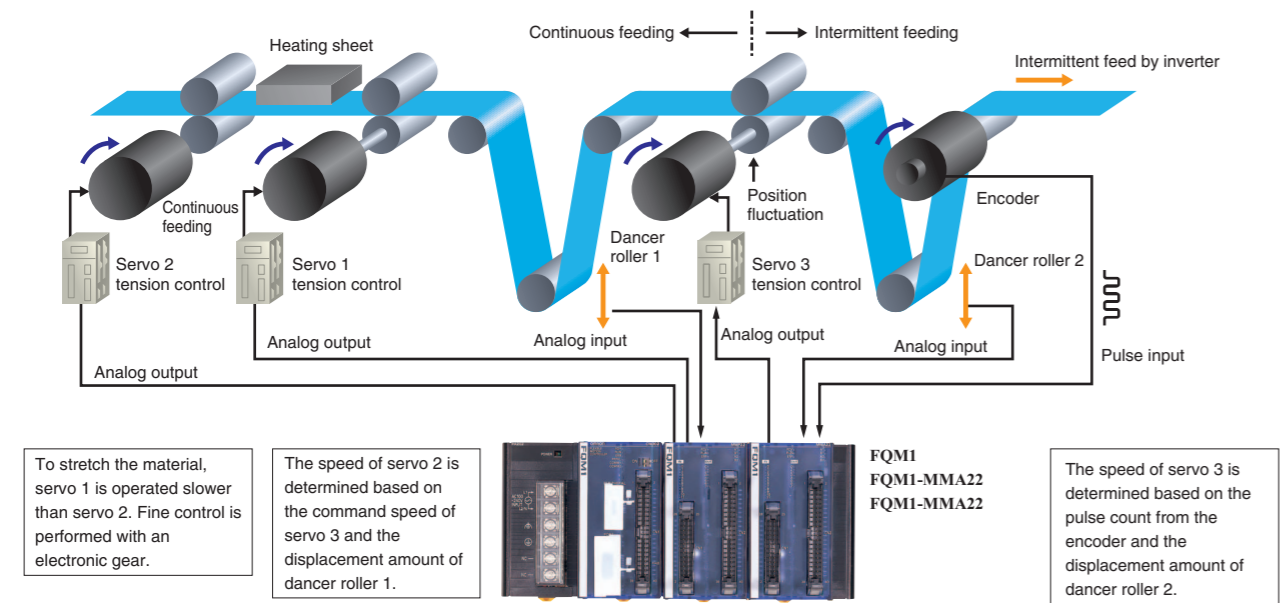 Continuous feeding
Intermittent feeding
Heating sheet
Intermittent feed by inverter
Continuous
feeding
Position
fluctuation
Encoder
Servo 2
tension control
Servo 1
tension control
Dancer
roller 1
Servo 3
tension control
Dancer roller 2
Analog output
Analog output
Analog input
Analog output
Analog input
Pulse input
To stretch the material,
servo 1 is operated slower
than servo 2. Fine control is
performed with an
electronic gear.
The speed of servo 2 is
determined based on
the command speed of
servo 3 and the
displacement amount of
dancer roller 1.
FQM1
FQM1
FQM1
FQM1
FQM1-MMA22
FQM1-MMA22
The speed of servo 3 is
determined based on the
pulse count from the
encoder and the
displacement amount of
dancer roller 2.